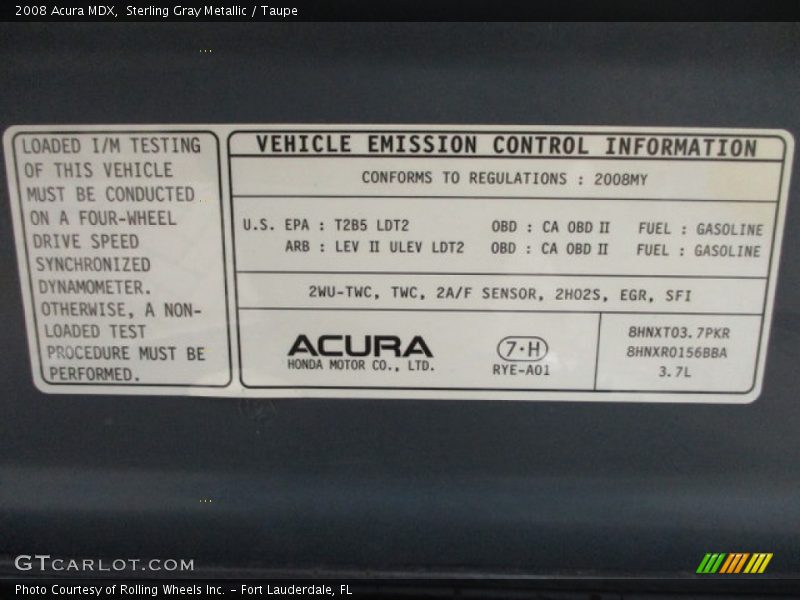 2008 Acura MDX,  Sterling Gray Metallic / Taupe
LOADED I/M TESTING
OF THIS VEHICLE
MUST BE CONDUCTED
ON A FOUR-WHEEL
DRIVE SPEED
SYNCHRONIZED
DYNAMOMETER.
OTHERWISE, A NON-
LOADED TEST
PROCEDURE MUST BE
PERFORMED.
VEHICLE EMISSION CONTROL INFORMATION
CONFORMS TO REGULATIONS : 2008MY
U.S. EPA : T2B5 LDT2 OBD : CA OBD II FUEL : GASOLINE
ARB : LEV II ULEV LDT2 OBD : CA OBD II FUEL : GASOLINE
2WU-TWC, TWC, 2A/F SENSOR, 2HO2S, EGR, SFI
ACURA
HONDA MOTOR CO., LTD.
7·H
RYE-A01
8HNXT03.7PKR
8HNXR0156BBA
3.7L
GTCARLOT.COM
Photo Courtesy of Rolling Wheels Inc. – Fort Lauderdale, FL